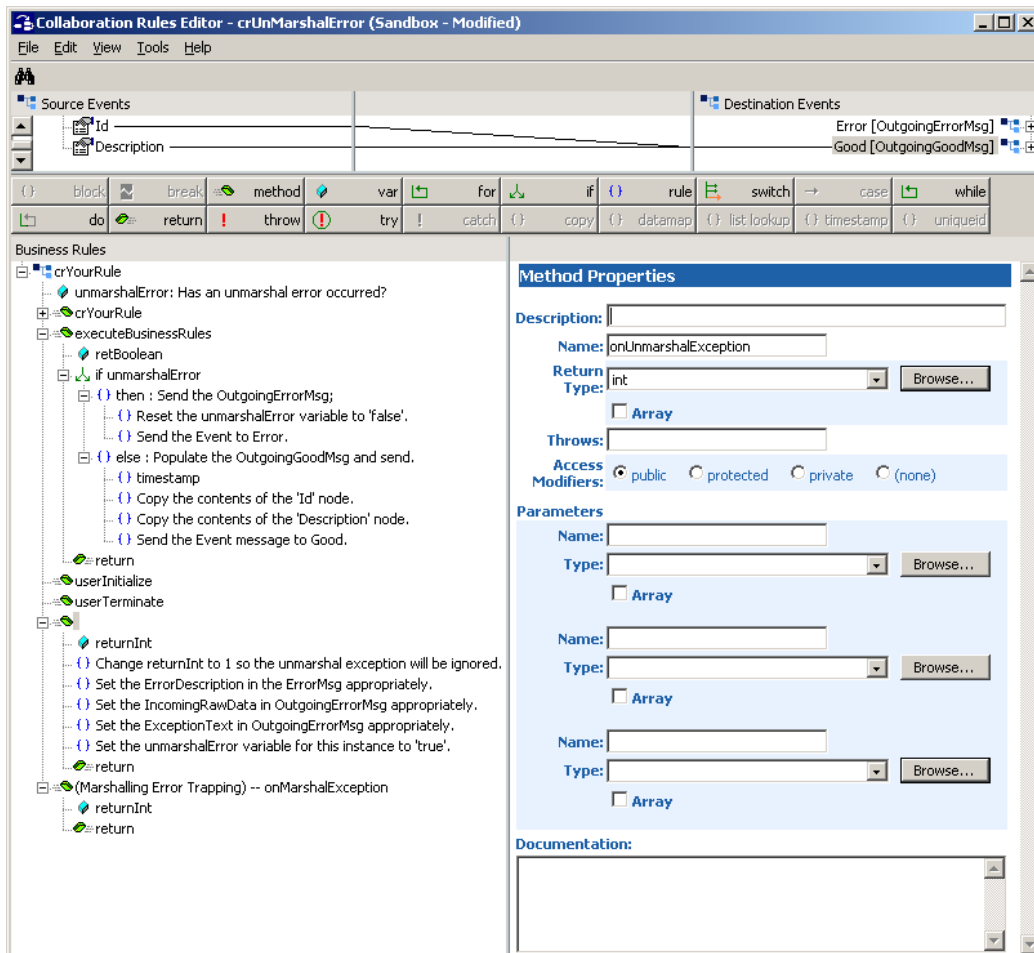 Collaboration Rules Editor - crUnMarshalError (Sandbox - Modified)
File Edit View Tools Help
Source Events
Destination Events
Id
Error [OutgoingErrorMsg]
Description
Good [OutgoingGoodMsg]
{ } block break method var for if { } rule switch case while
do return ! throw ! try ! catch { } copy { } datamap { } list lookup { } timestamp { } uniqueid
Business Rules
crYourRule
unmarshalError: Has an unmarshal error occurred?
crYourRule
executeBusinessRules
retBoolean
if unmarshalError
{ } then : Send the OutgoingErrorMsg;
{ } Reset the unmarshalError variable to 'false'.
{ } Send the Event to Error.
{ } else : Populate the OutgoingGoodMsg and send.
{ } timestamp
{ } Copy the contents of the 'Id' node.
{ } Copy the contents of the 'Description' node.
{ } Send the Event message to Good.
return
userInitialize
userTerminate
returnInt
{ } Change returnInt to 1 so the unmarshal exception will be ignored.
{ } Set the ErrorDescription in the ErrorMsg appropriately.
{ } Set the IncomingRawData in OutgoingErrorMsg appropriately.
{ } Set the ExceptionText in OutgoingErrorMsg appropriately.
{ } Set the unmarshalError variable for this instance to 'true'.
return
(Marshalling Error Trapping) -- onMarshalException
returnInt
return
Method Properties
Description:
Name: onUnmarshalException
Return Type: int Browse...
Array
Throws:
Access Modifiers: public protected private (none)
Parameters
Name:
Type: Browse...
Array
Name:
Type: Browse...
Array
Name:
Type: Browse...
Array
Documentation: